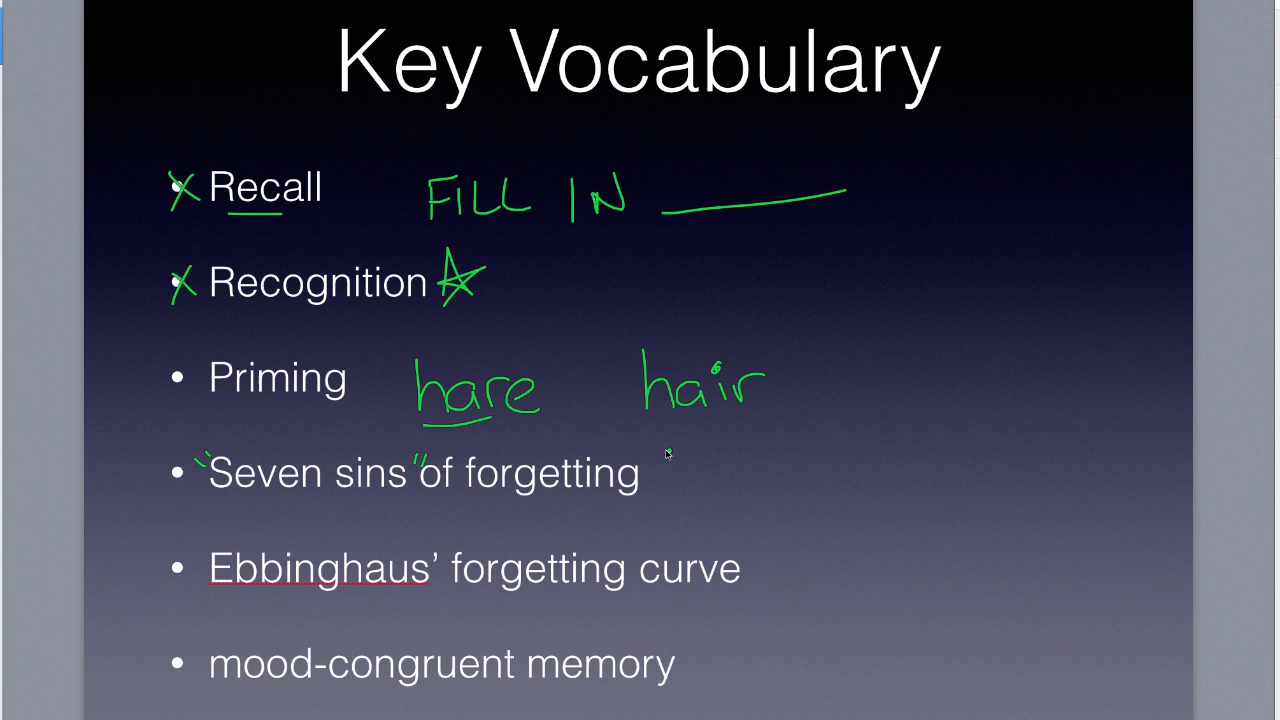 Key Vocabulary
• Recall FILL IN ______
• Recognition
• Priming hare hair
• "Seven sins" of forgetting
• Ebbinghaus’ forgetting curve
• mood-congruent memory